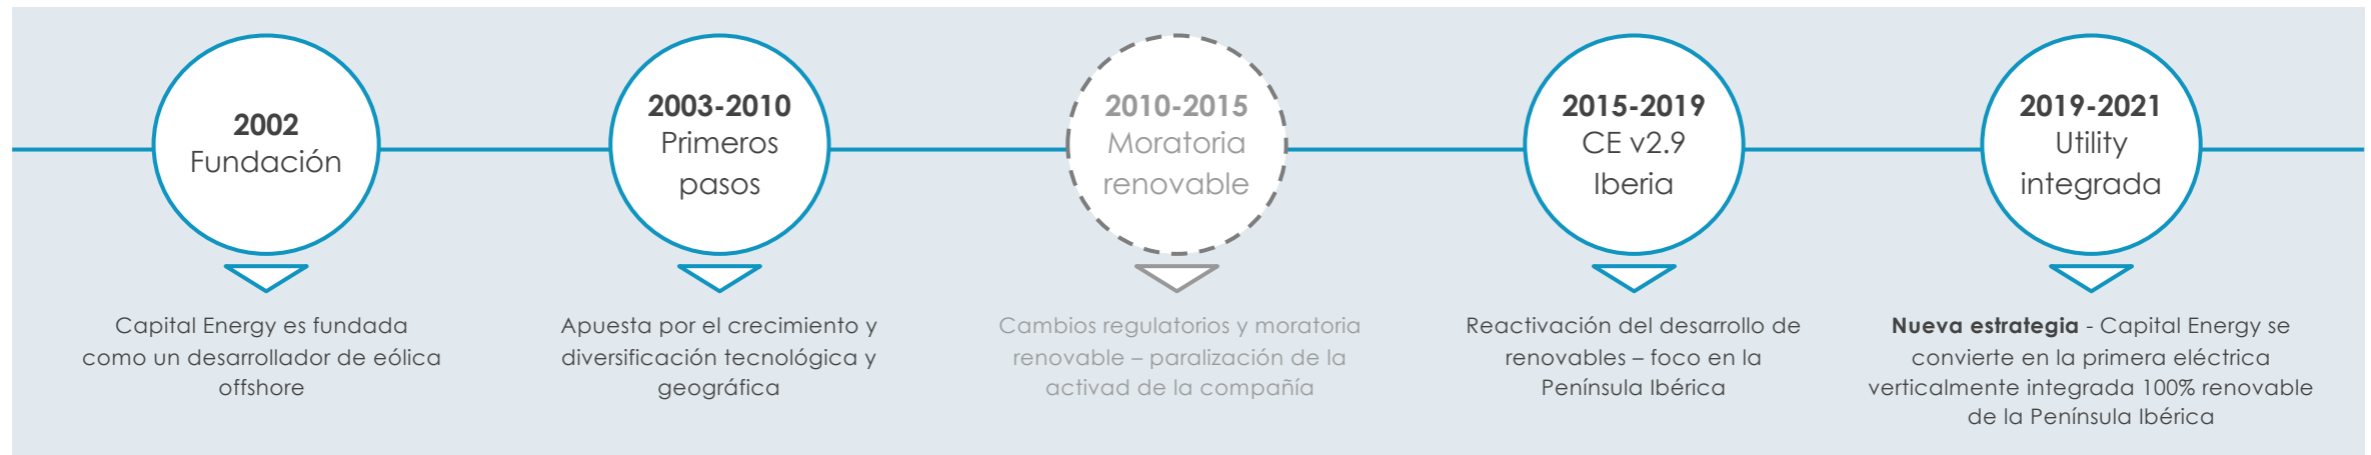 2002
Fundación
Capital Energy es fundada
como un desarrollador de eólica
offshore
2003-2010
Primeros
pasos
Apuesta por el crecimiento y
diversificación tecnológica y
geográfica
2010-2015
Moratoria
renovable
Cambios regulatorios y moratoria
renovable – paralización de la
activad de la compañía
2015-2019
CE v2.9
Iberia
Reactivación del desarrollo de
renovables – foco en la
Península Ibérica
2019-2021
Utility
integrada
Nueva estrategia - Capital Energy se
convierte en la primera eléctrica
verticalmente integrada 100% renovable
de la Península Ibérica